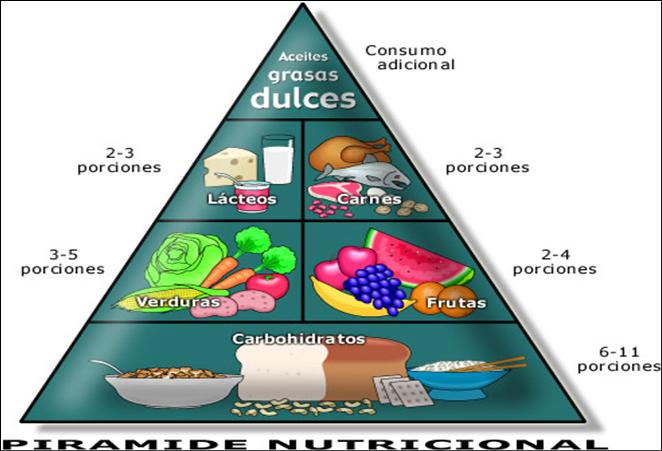 Aceites
grasas
dulces
Consumo
adicional
2-3
porciones
Lácteos
Carnes
2-3
porciones
3-5
porciones
Verduras
Frutas
2-4
porciones
Carbohidratos
6-11
porciones
PIRAMIDE NUTRICIONAL